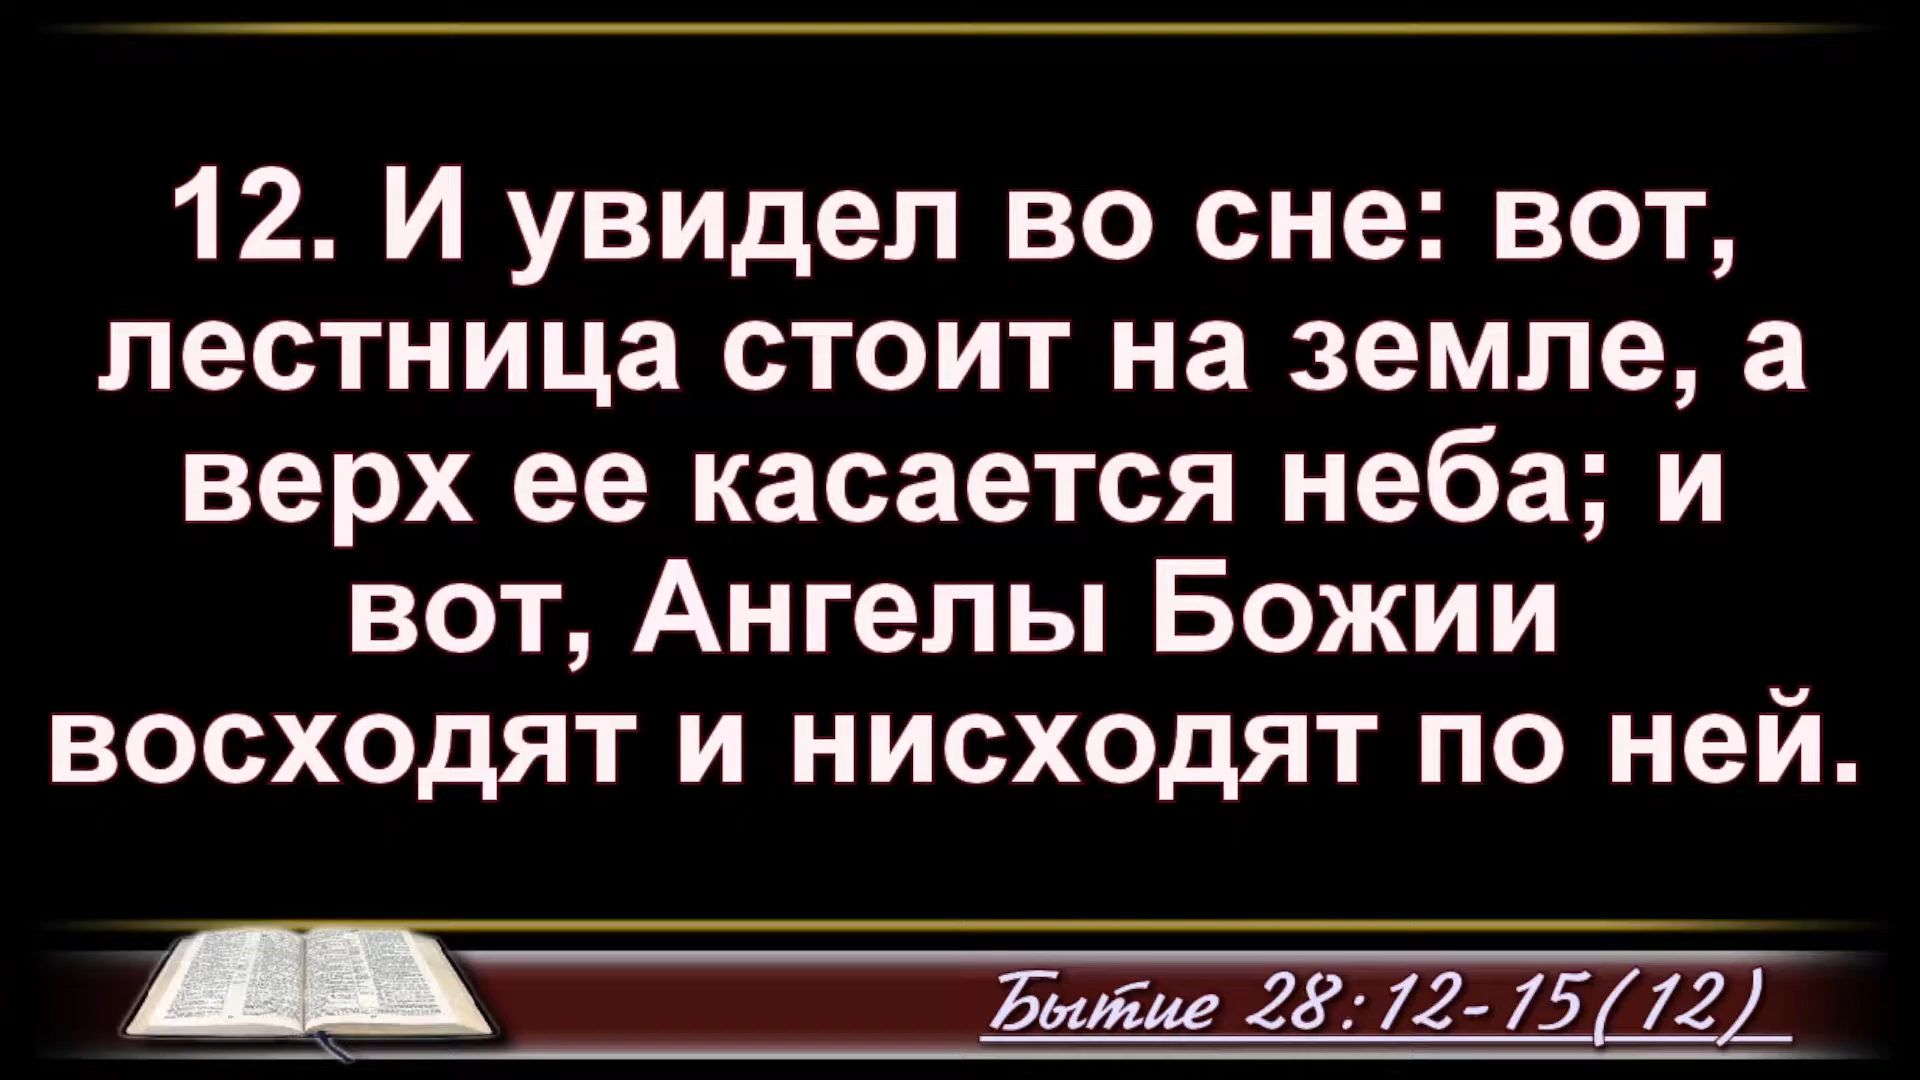 12. И увидел во сне: вот,
лестница стоит на земле, а
верх ее касается неба; и
вот, Ангелы Божии
восходят и нисходят по ней.
Бытие 28:12-15(12)